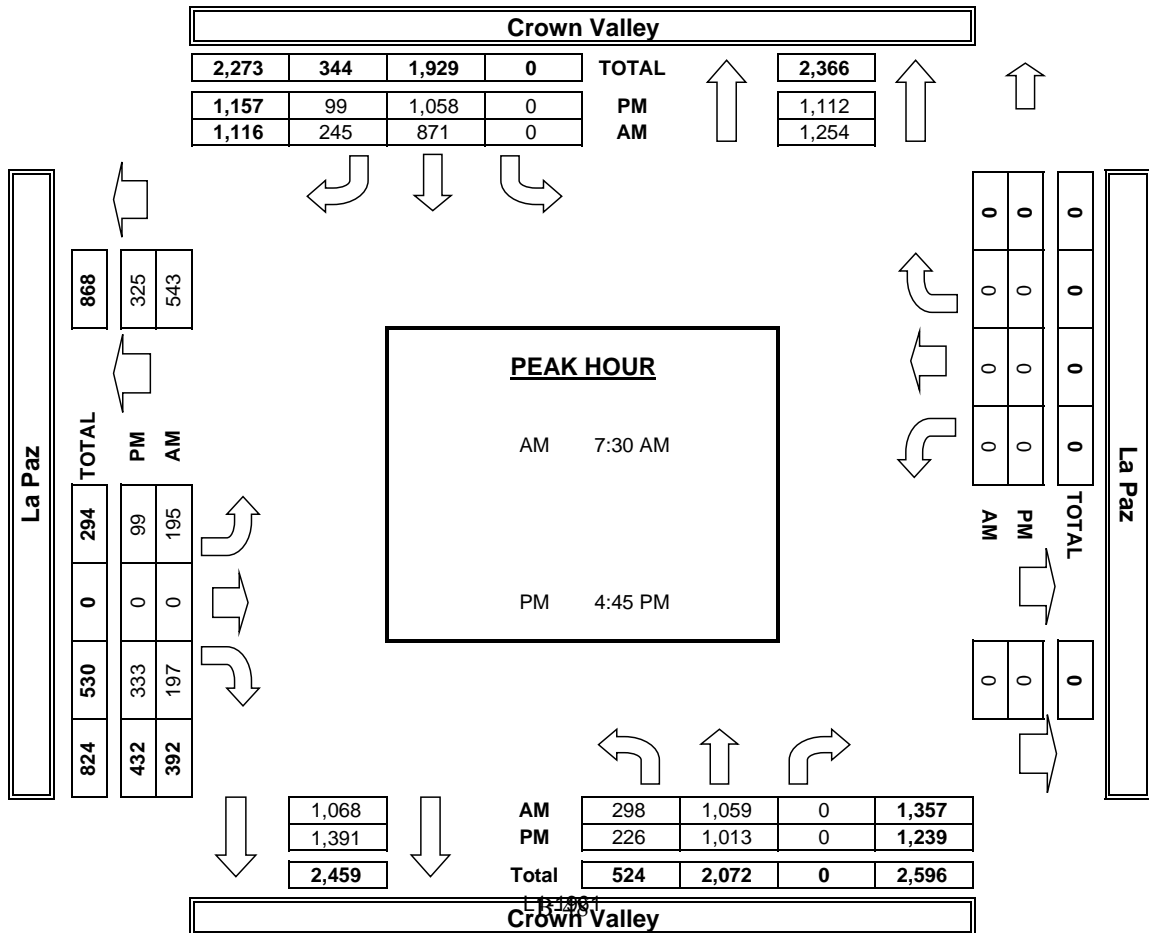 Crown Valley
2,273 344 1,929 0 TOTAL 2,366
1,157 99 1,058 0 PM 1,112
1,116 245 871 0 AM 1,254
La Paz
868 325 543
TOTAL PM AM
294 99 195
0 0 0
530 333 197
824 432 392
PEAK HOUR
AM 7:30 AM
PM 4:45 PM
0 0 0
0 0 0
0 0 0
0 0 0
AM PM TOTAL
0 0 0
La Paz
1,068 AM 298 1,059 0 1,357
1,391 PM 226 1,013 0 1,239
2,459 Total 524 2,072 0 2,596
Crown Valley